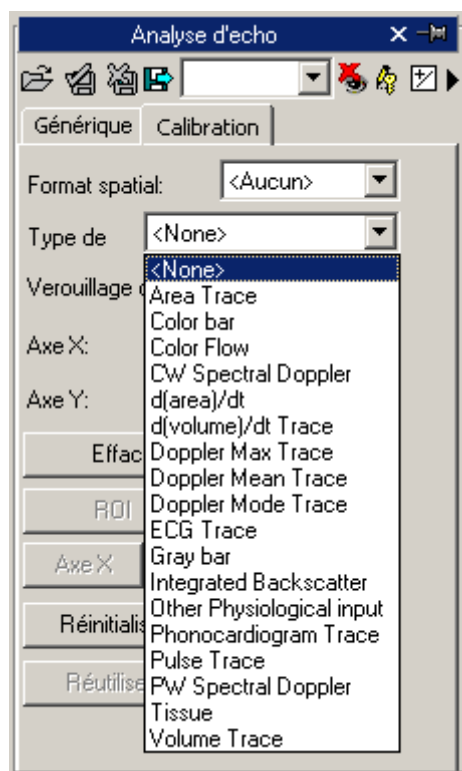 Analyse d'echo
Générique Calibration
Format spatial: <Aucun>
Type de <None>
<None>
Verouillage
Area Trace
Color bar
Axe X:
Color Flow
CW Spectral Doppler
Axe Y:
d(area)/dt
d(volume)/dt Trace
Effac
Doppler Max Trace
Doppler Mean Trace
ROI
Doppler Mode Trace
ECG Trace
Axe X
Gray bar
Integrated Backscatter
Other Physiological input
Réinitialis
Phonocardiogram Trace
Pulse Trace
Réutilise
PW Spectral Doppler
Tissue
Volume Trace